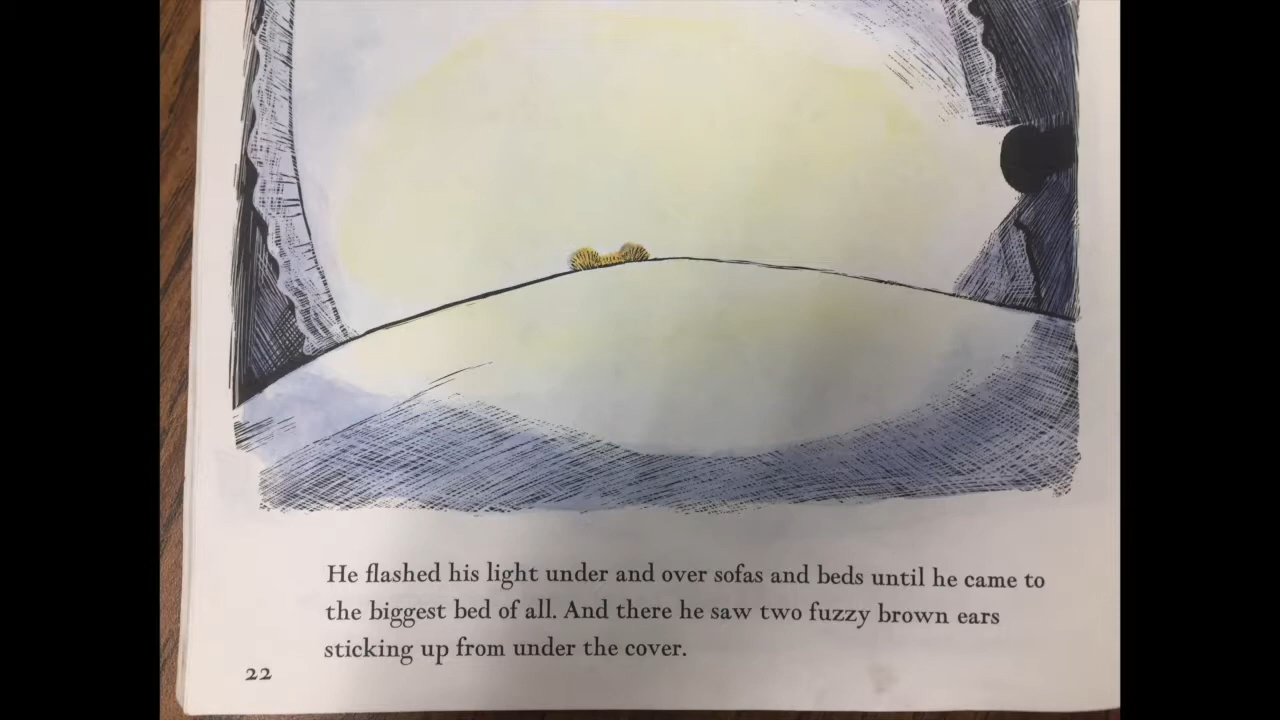 He flashed his light under and over sofas and beds until he came to
the biggest bed of all. And there he saw two fuzzy brown ears
sticking up from under the cover.
22